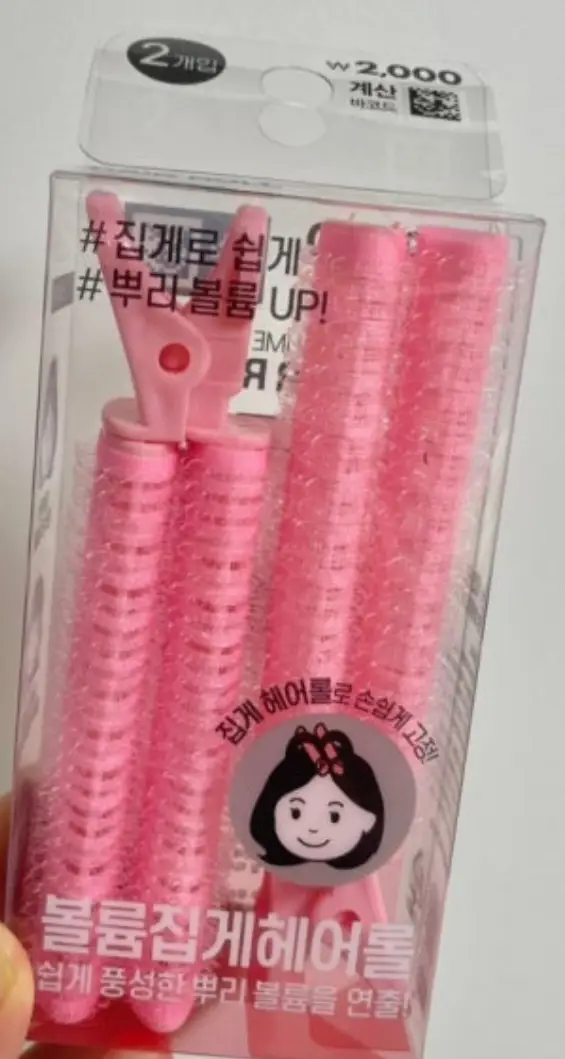 2개입
₩2,000
계산
바코드
#집게로 쉽게
#뿌리 볼륨 UP!
집게 헤어롤로 손쉽게 고정!
볼륨집게헤어롤
쉽게 풍성한 뿌리 볼륨을 연출!